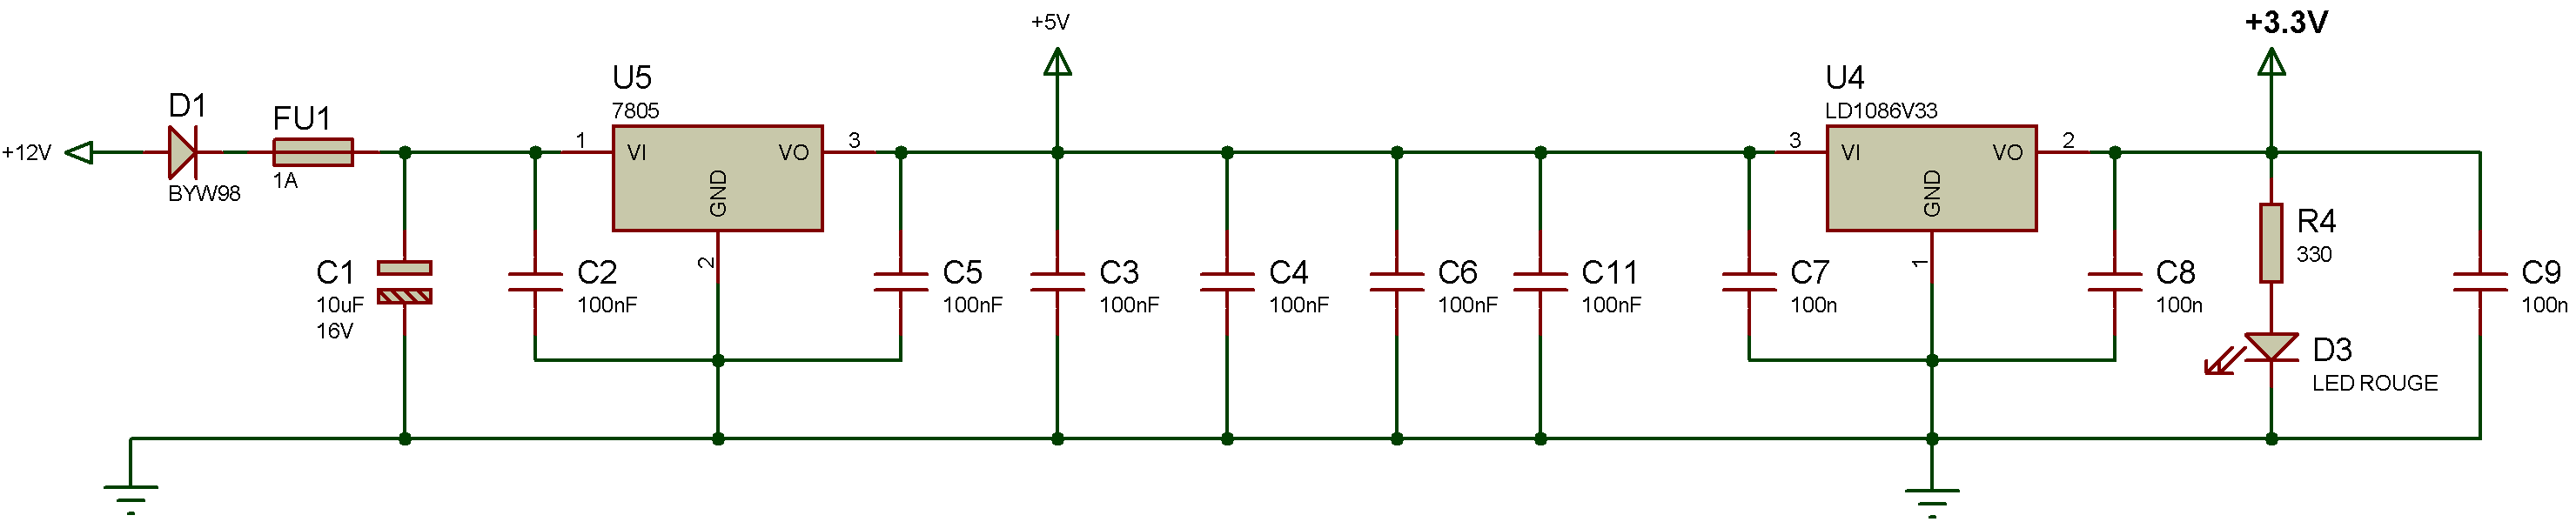 +5V
+3.3V
U5
7805
U4
LD1086V33
D1
BYW98
FU1
1A
+12V
1
VI
VO
3
GND
2
3
VI
VO
2
GND
1
C1
10uF
16V
C2
100nF
C5
100nF
C3
100nF
C4
100nF
C6
100nF
C11
100nF
C7
100n
C8
100n
R4
330
D3
LED ROUGE
C9
100n